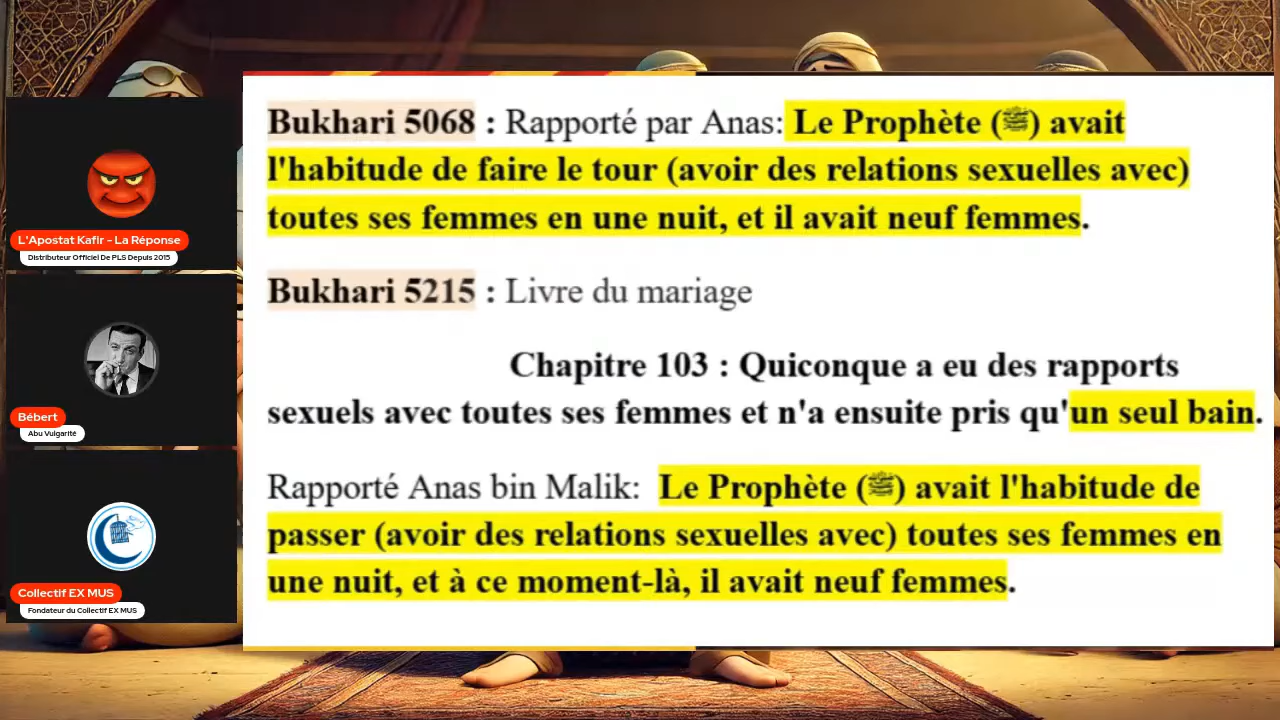 L'Apostat Kafir - La Réponse
Distributeur Officiel De PLS Depuis 2015
Bébert
Abu Vulgarité
Collectif EX MUS
Fondateur du Collectif EX MUS
Bukhari 5068 : Rapporté par Anas: Le Prophète (ﷺ) avait
l'habitude de faire le tour (avoir des relations sexuelles avec)
toutes ses femmes en une nuit, et il avait neuf femmes.
Bukhari 5215 : Livre du mariage
Chapitre 103 : Quiconque a eu des rapports
sexuels avec toutes ses femmes et n'a ensuite pris qu'un seul bain.
Rapporté Anas bin Malik: Le Prophète (ﷺ) avait l'habitude de
passer (avoir des relations sexuelles avec) toutes ses femmes en
une nuit, et à ce moment-là, il avait neuf femmes.